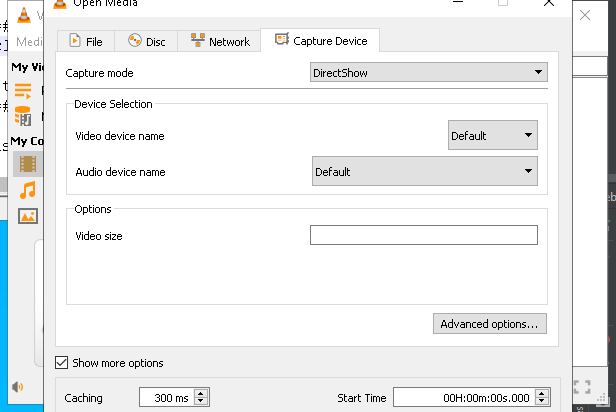 Open Media
Medi
File
Disc
Network
Capture Device
My Vi
Capture mode
DirectShow
Device Selection
Video device name
Default
My Co
Audio device name
Default
Options
Video size
Advanced options...
Show more options
Caching
300 ms
Start Time
00H:00m:00s.000